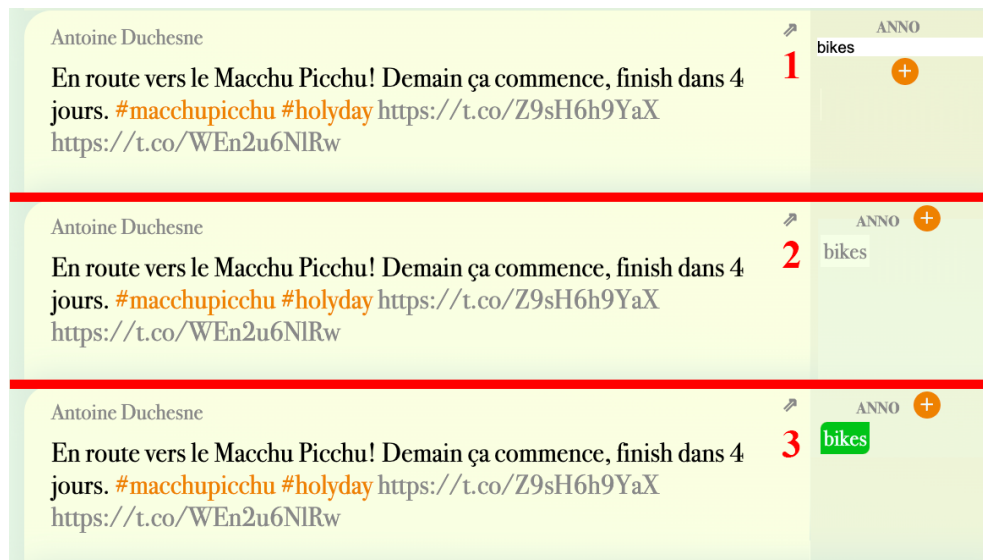 Antoine Duchesne
⇗
1
ANNO
bikes
+
En route vers le Macchu Picchu! Demain ça commence, finish dans 4
jours. #macchupicchu #holyday https://t.co/Z9sH6h9YaX
https://t.co/WEn2u6NlRw
Antoine Duchesne
⇗
2
ANNO +
bikes
En route vers le Macchu Picchu! Demain ça commence, finish dans 4
jours. #macchupicchu #holyday https://t.co/Z9sH6h9YaX
https://t.co/WEn2u6NlRw
Antoine Duchesne
⇗
3
ANNO +
bikes
En route vers le Macchu Picchu! Demain ça commence, finish dans 4
jours. #macchupicchu #holyday https://t.co/Z9sH6h9YaX
https://t.co/WEn2u6NlRw